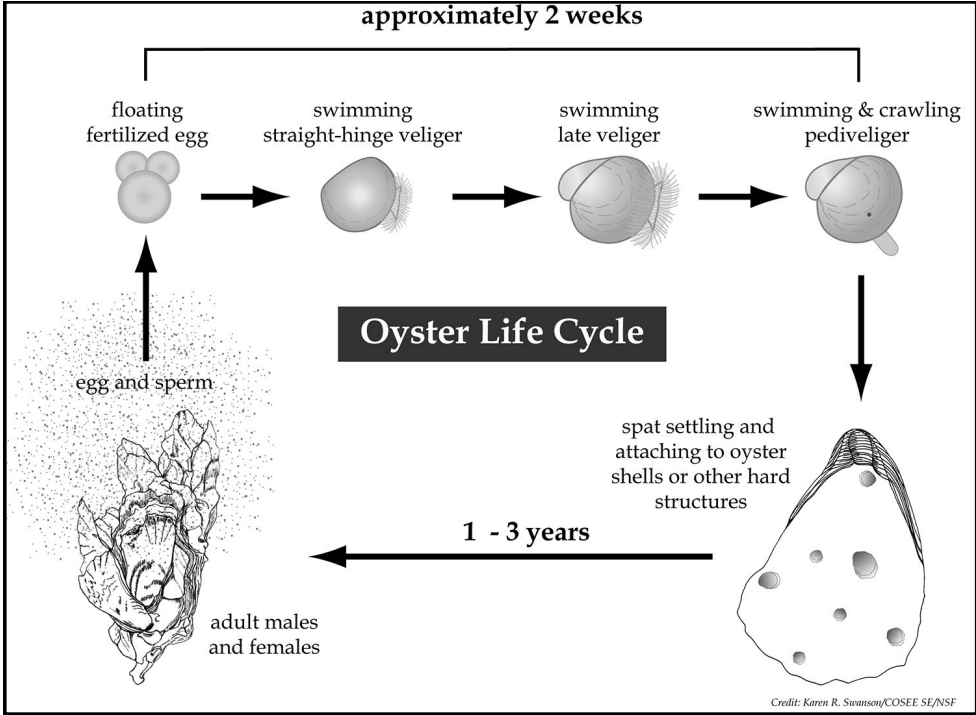 approximately 2 weeks
floating
fertilized egg
swimming
straight-hinge veliger
swimming
late veliger
swimming & crawling
pediveliger
Oyster Life Cycle
egg and sperm
spat settling and
attaching to oyster
shells or other hard
structures
1 - 3 years
adult males
and females
Credit: Karen R. Swanson/COSEE SE/NSF